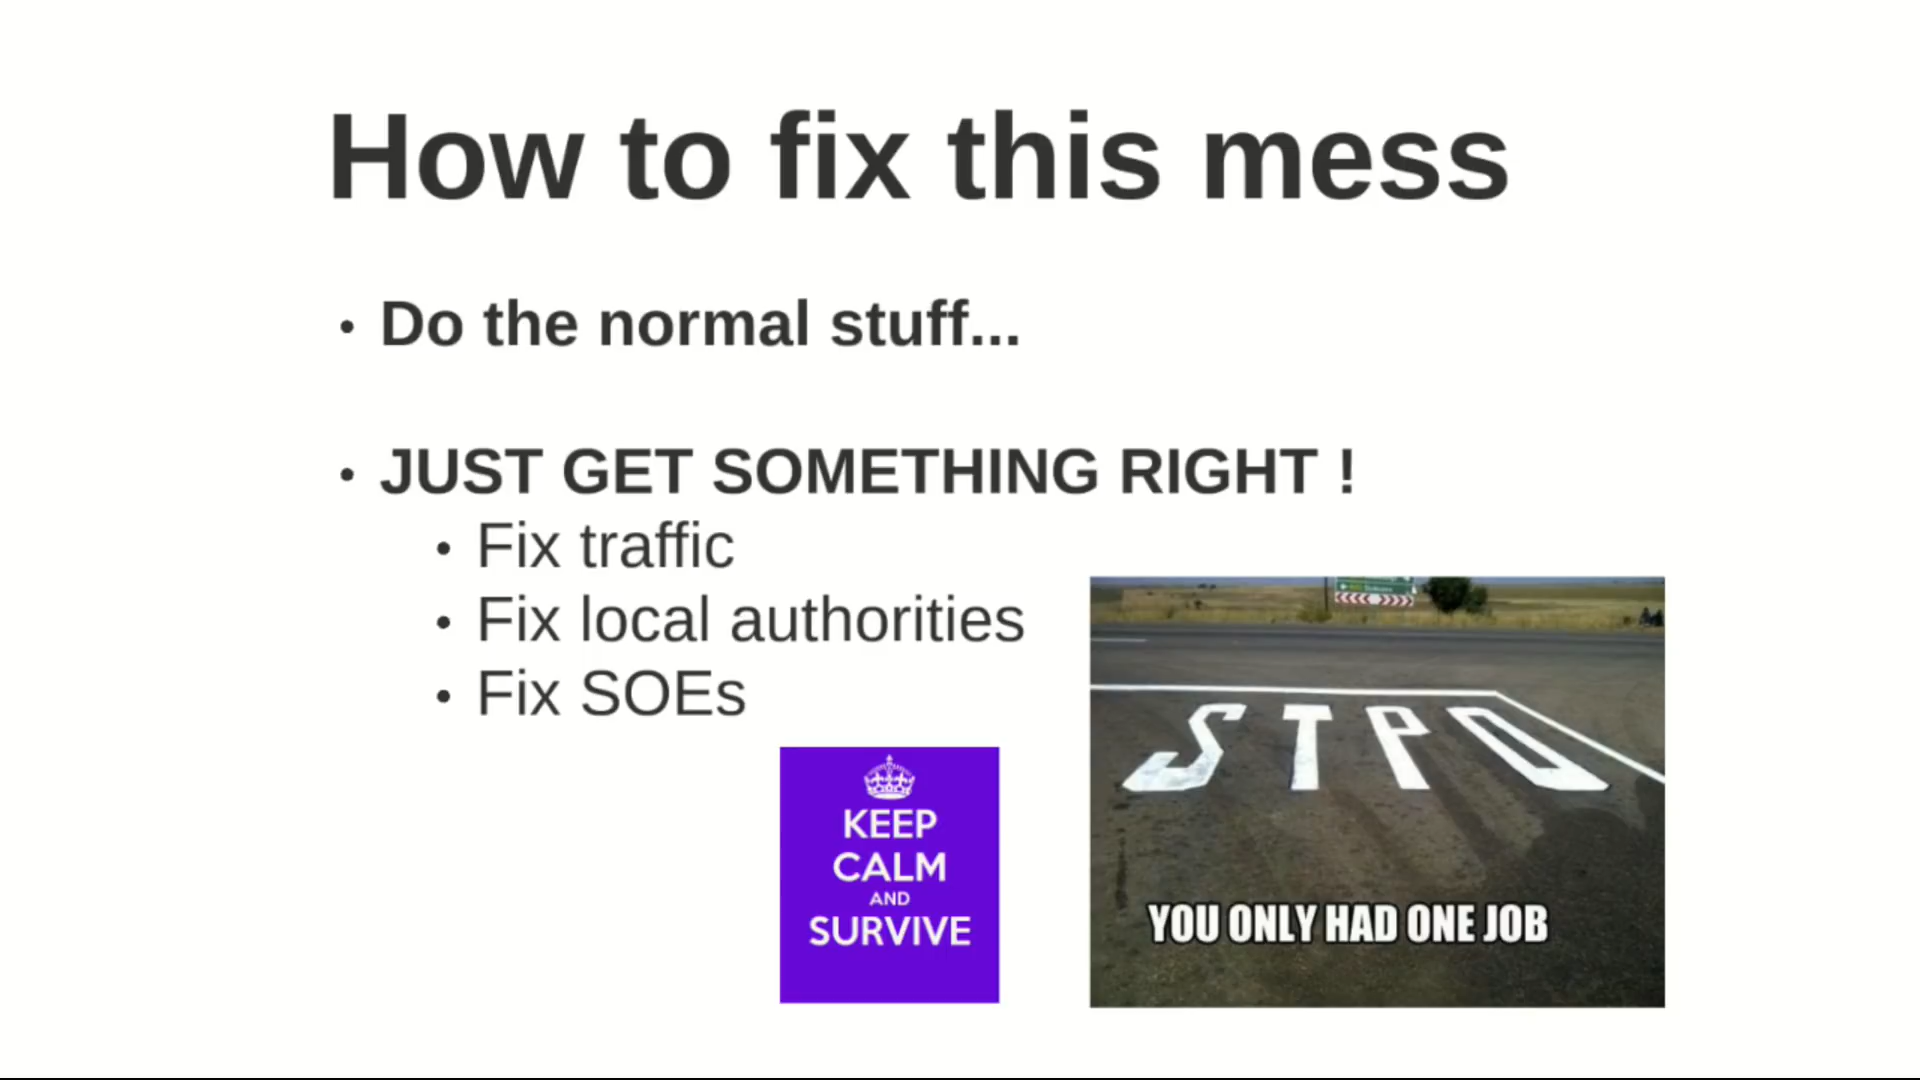 How to fix this mess
• Do the normal stuff...
• JUST GET SOMETHING RIGHT !
• Fix traffic
• Fix local authorities
• Fix SOEs
KEEP
CALM
AND
SURVIVE
STPO
YOU ONLY HAD ONE JOB